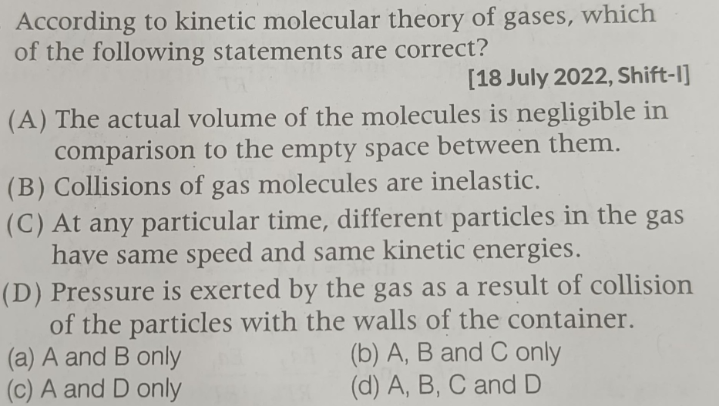 According to kinetic molecular theory of gases, which
of the following statements are correct?
[18 July 2022, Shift-I]
(A) The actual volume of the molecules is negligible in
comparison to the empty space between them.
(B) Collisions of gas molecules are inelastic.
(C) At any particular time, different particles in the gas
have same speed and same kinetic energies.
(D) Pressure is exerted by the gas as a result of collision
of the particles with the walls of the container.
(a) A and B only (b) A, B and C only
(c) A and D only (d) A, B, C and D